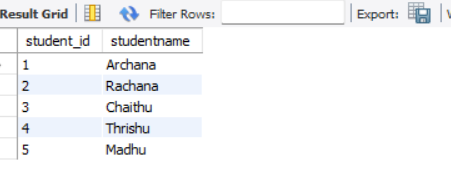 Result Grid Filter Rows: Export:
student_id studentname
1 Archana
2 Rachana
3 Chaithu
4 Thrishu
5 Madhu